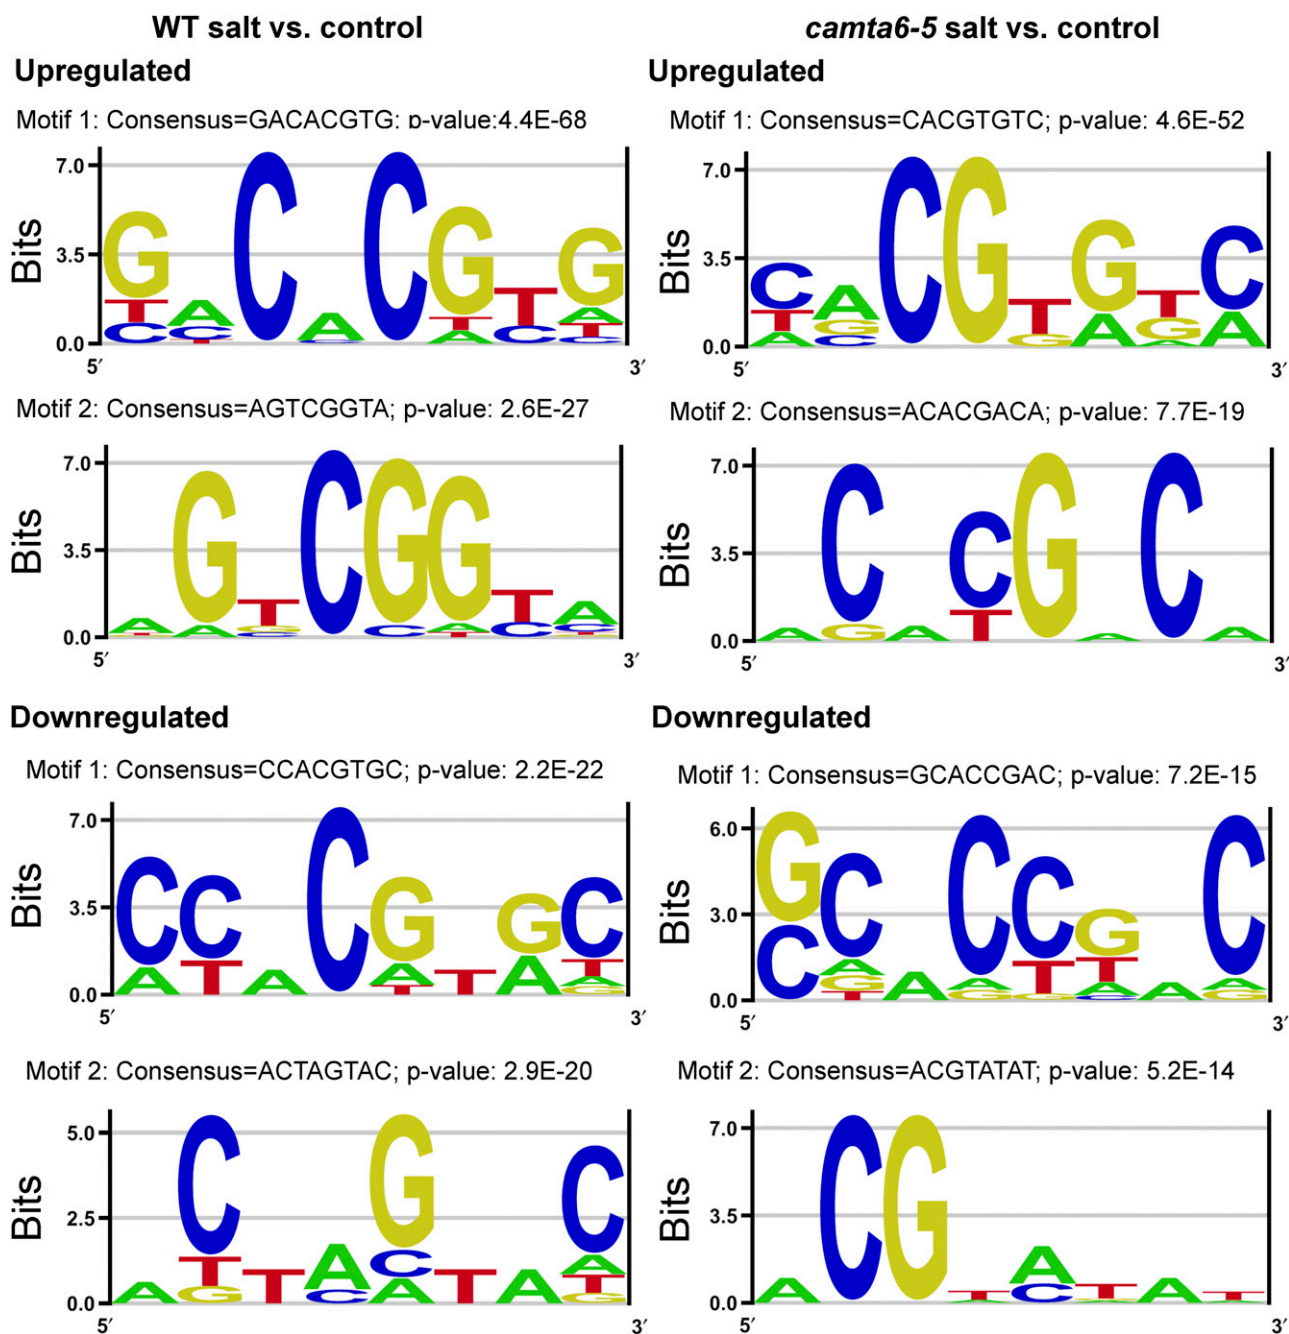 WT salt vs. control
camta6-5 salt vs. control
Upregulated
Upregulated
Motif 1: Consensus=GACACGTG: p-value:4.4E-68
Motif 1: Consensus=CACGTGTC; p-value: 4.6E-52
Bits
7.0
3.5
0.0
5′
3′
Bits
7.0
3.5
0.0
5′
3′
Motif 2: Consensus=AGTCGGTA; p-value: 2.6E-27
Motif 2: Consensus=ACACGACA; p-value: 7.7E-19
Bits
7.0
3.5
0.0
5′
3′
Bits
7.0
3.5
0.0
5′
3′
Downregulated
Downregulated
Motif 1: Consensus=CCACGTGC; p-value: 2.2E-22
Motif 1: Consensus=GCACCGAC; p-value: 7.2E-15
Bits
7.0
3.5
0.0
5′
3′
Bits
6.0
3.0
0.0
5′
3′
Motif 2: Consensus=ACTAGTAC; p-value: 2.9E-20
Motif 2: Consensus=ACGTATAT; p-value: 5.2E-14
Bits
5.0
2.5
0.0
5′
3′
Bits
7.0
3.5
0.0
5′
3′